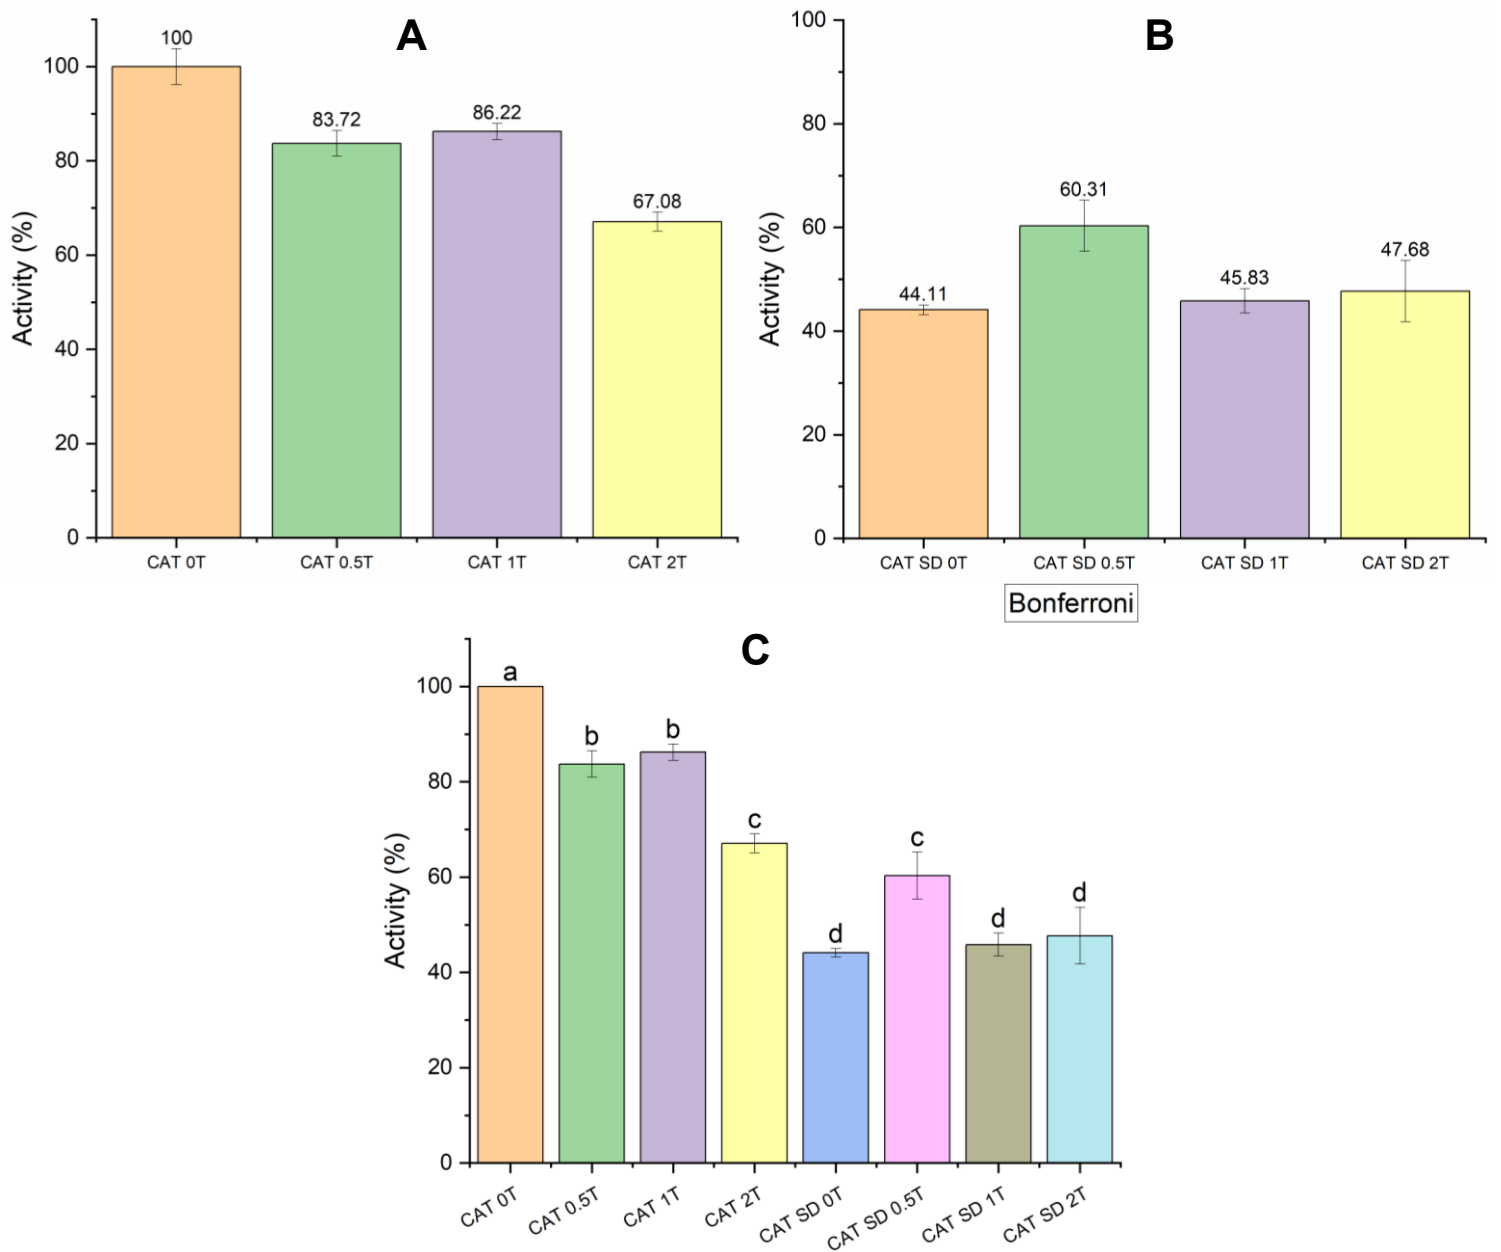 A
Activity (%)
100
80
60
40
20
0
100
83.72
86.22
67.08
CAT 0T
CAT 0.5T
CAT 1T
CAT 2T
B
Activity (%)
100
80
60
40
20
0
44.11
60.31
45.83
47.68
CAT SD 0T
CAT SD 0.5T
CAT SD 1T
CAT SD 2T
Bonferroni
C
Activity (%)
100
80
60
40
20
0
a
b
b
c
d
c
d
d
CAT 0T
CAT 0.5T
CAT 1T
CAT 2T
CAT SD 0T
CAT SD 0.5T
CAT SD 1T
CAT SD 2T